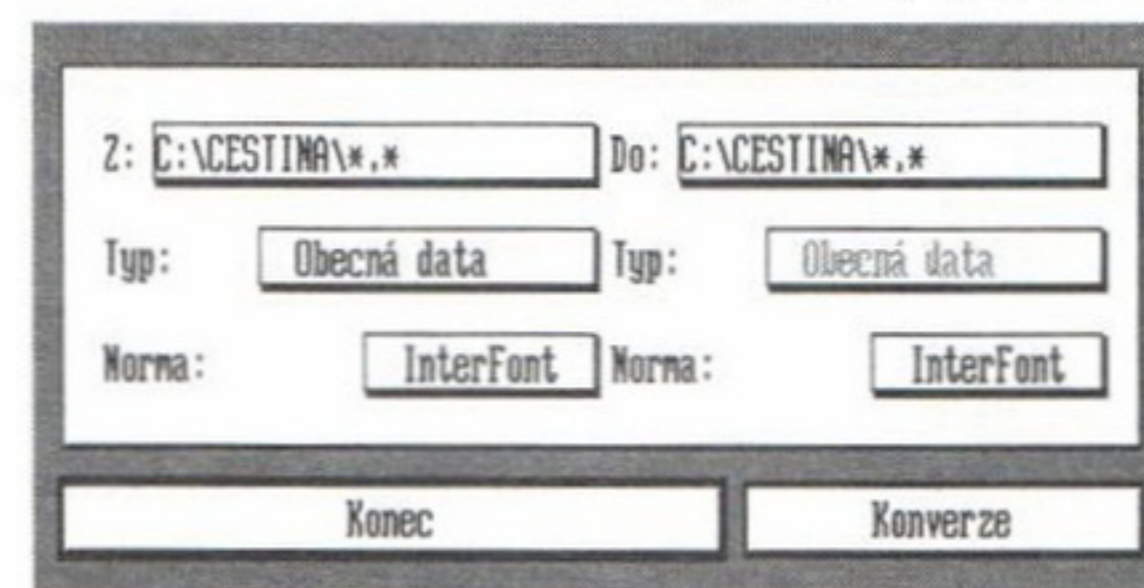 Z: C:\CESTINA\*.* Do: C:\CESTINA\*.*
Typ: Obecná data Typ: Obecná data
Norma: InterFont Norma: InterFont
Konec Konverze